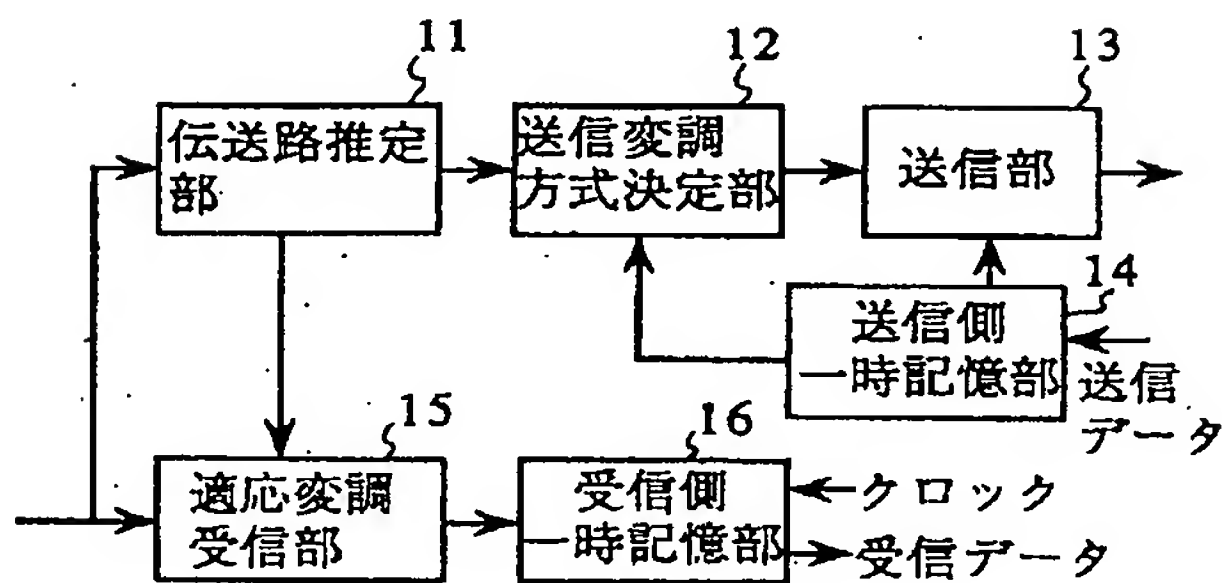 11
伝送路推定
部
12
送信変調
方式決定部
13
送信部
14
送信側
一時記憶部
送信
データ
15
適応変調
受信部
16
受信側
一時記憶部
クロック
受信データ